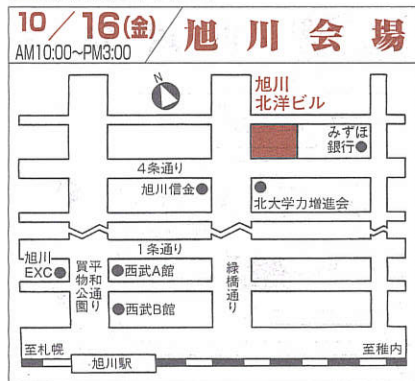 10/16(金)
AM10:00~PM3:00
旭川会場
N
旭川
北洋ビル
みずほ
銀行
4条通り
旭川信金
北大学力増進会
1条通り
旭川
EXC
平和通り
買物公園
西武A館
西武B館
緑橋通り
至札幌
旭川駅
至稚内